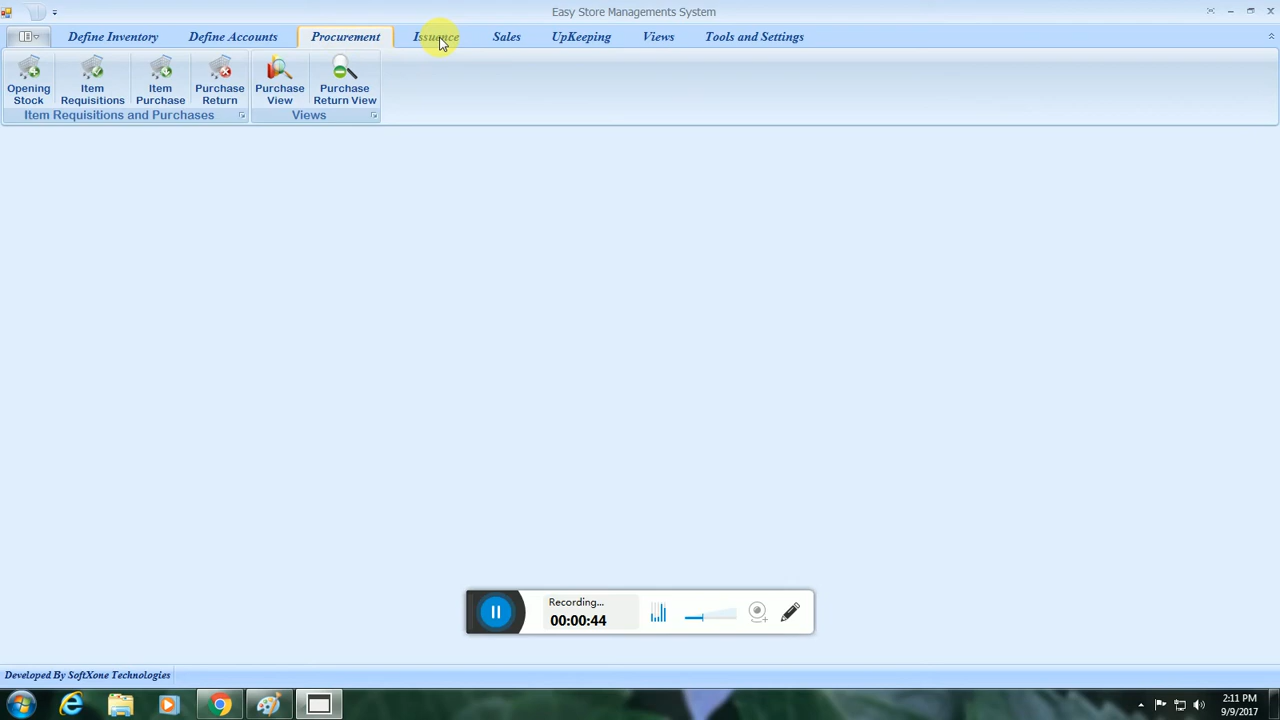 Easy Store Managements System
Define Inventory Define Accounts Procurement Issuence Sales UpKeeping Views Tools and Settings
Opening Stock
Item Requisitions
Item Purchase
Purchase Return
Purchase View
Purchase Return View
Item Requisitions and Purchases
Views
Recording...
00:00:44
Developed By SoftXone Technologies
2:11 PM
9/9/2017